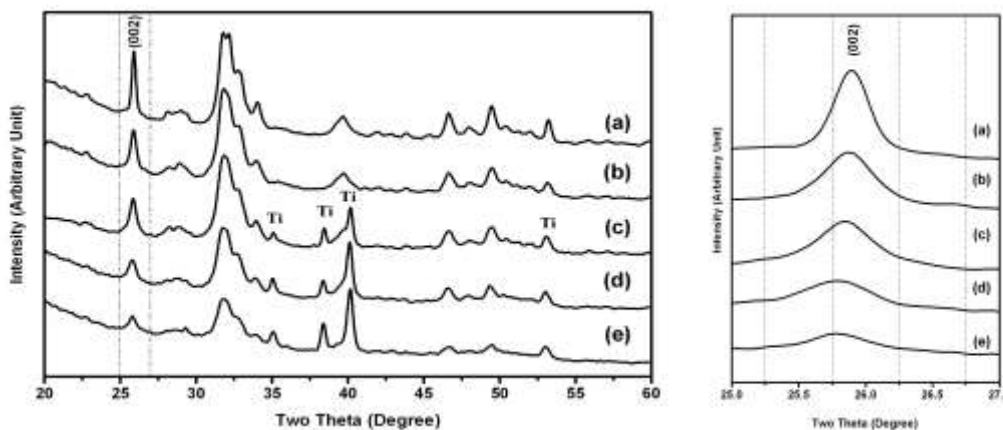 (002)
(a)
(b)
Ti Ti Ti Ti
(c)
(d)
(e)
Intensity (Arbitrary Unit)
20 25 30 35 40 45 50 55 60
Two Theta (Degree)
(002)
(a)
(b)
(c)
(d)
(e)
Intensity (Arbitrary Unit)
25.0 25.5 26.0 26.5 27.
Two Theta (Degree)